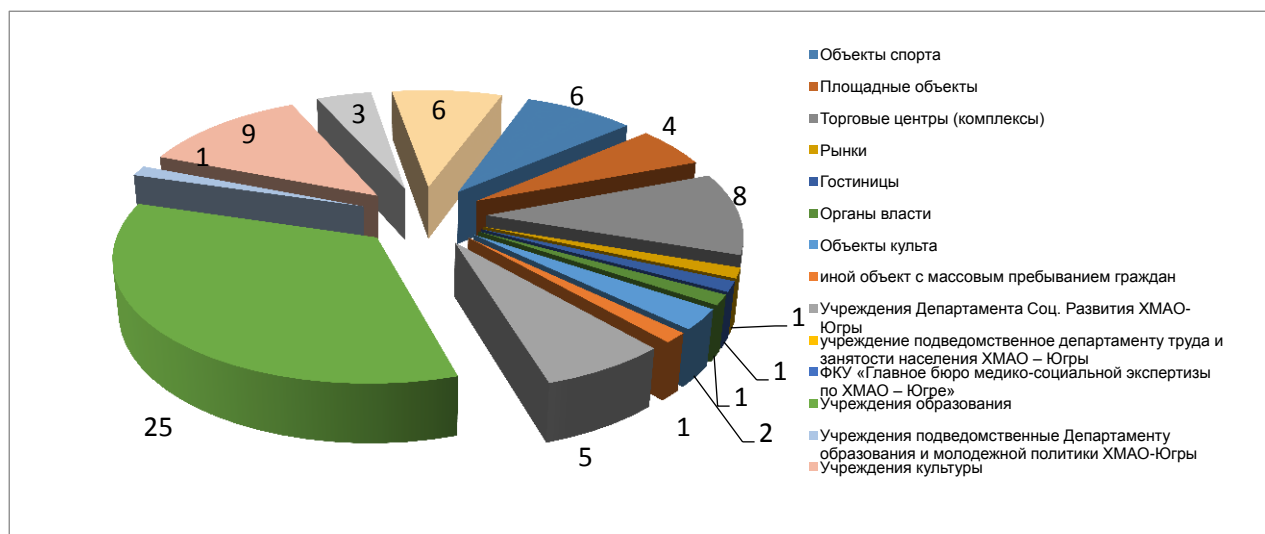 3
6
6
4
9
1
8
1
1
1
2
1
5
25
Объекты спорта
Площадные объекты
Торговые центры (комплексы)
Рынки
Гостиницы
Органы власти
Объекты культа
иной объект с массовым пребыванием граждан
Учреждения Департамента Соц. Развития ХМАО-
Югры
учреждение подведомственное департаменту труда и
занятости населения ХМАО – Югры
ФКУ «Главное бюро медико-социальной экспертизы
по ХМАО – Югре»
Учреждения образования
Учреждения подведомственные Департаменту
образования и молодежной политики ХМАО-Югры
Учреждения культуры